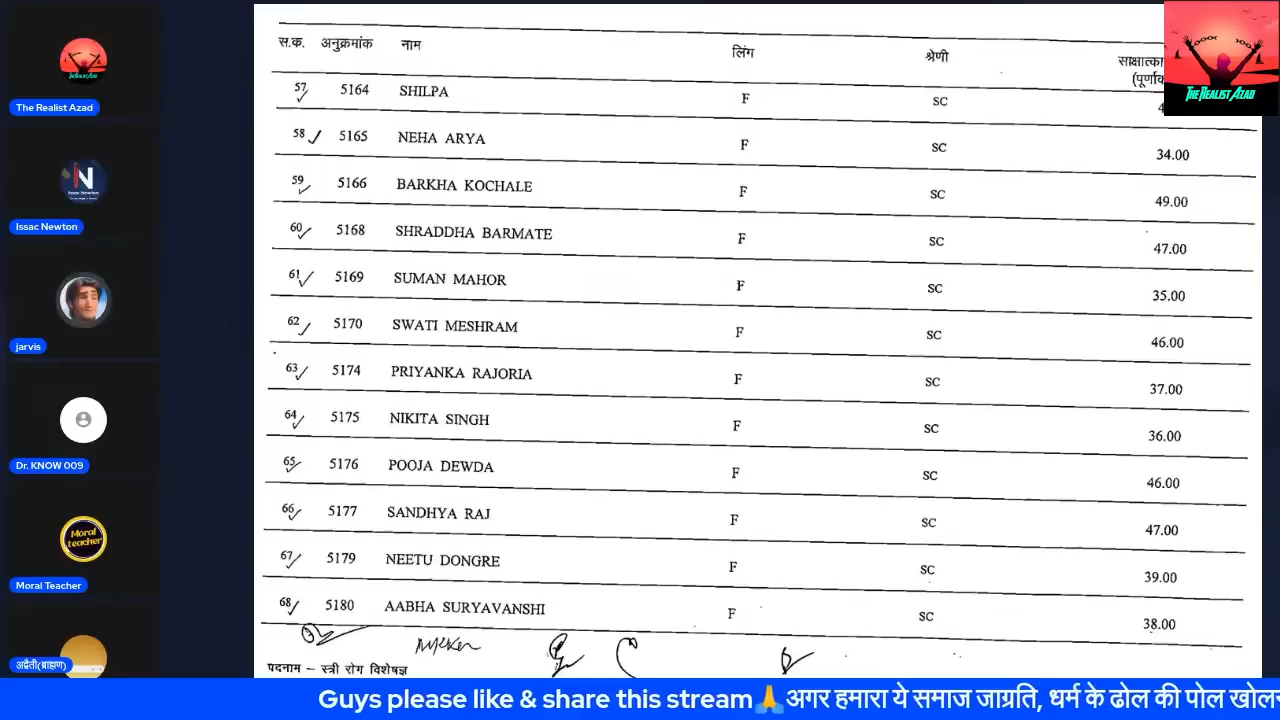 The Realist Azad
Issac Newton
jarvis
Dr. KNOW 009
Moral teacher
Moral Teacher
अद्वैती(ब्राह्मण)
स.क. अनुक्रमांक नाम लिंग श्रेणी
57 5164 SHILPA F SC
58 5165 NEHA ARYA F SC 34.00
59 5166 BARKHA KOCHALE F SC 49.00
60 5168 SHRADDHA BARMATE F SC 47.00
61 5169 SUMAN MAHOR F SC 35.00
62 5170 SWATI MESHRAM F SC 46.00
63 5174 PRIYANKA RAJORIA F SC 37.00
64 5175 NIKITA SINGH F SC 36.00
65 5176 POOJA DEWDA F SC 46.00
66 5177 SANDHYA RAJ F SC 47.00
67 5179 NEETU DONGRE F SC 39.00
68 5180 AABHA SURYAVANSHI F SC 38.00
पदनाम – स्त्री रोग विशेषज्ञ
THE REALIST AZAD
Guys please like & share this stream🙏अगर हमारा ये समाज जाग्रति, धर्म के ढोल की पोल